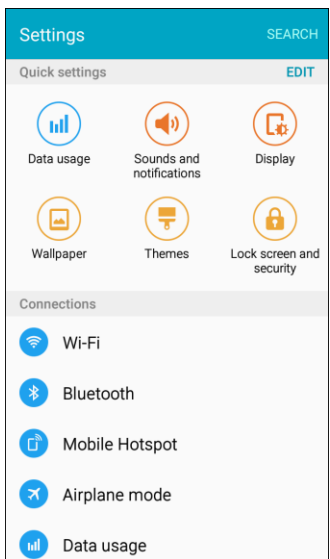 Settings SEARCH
Quick settings EDIT
Data usage Sounds and notifications Display
Wallpaper Themes Lock screen and security
Connections
Wi-Fi
Bluetooth
Mobile Hotspot
Airplane mode
Data usage